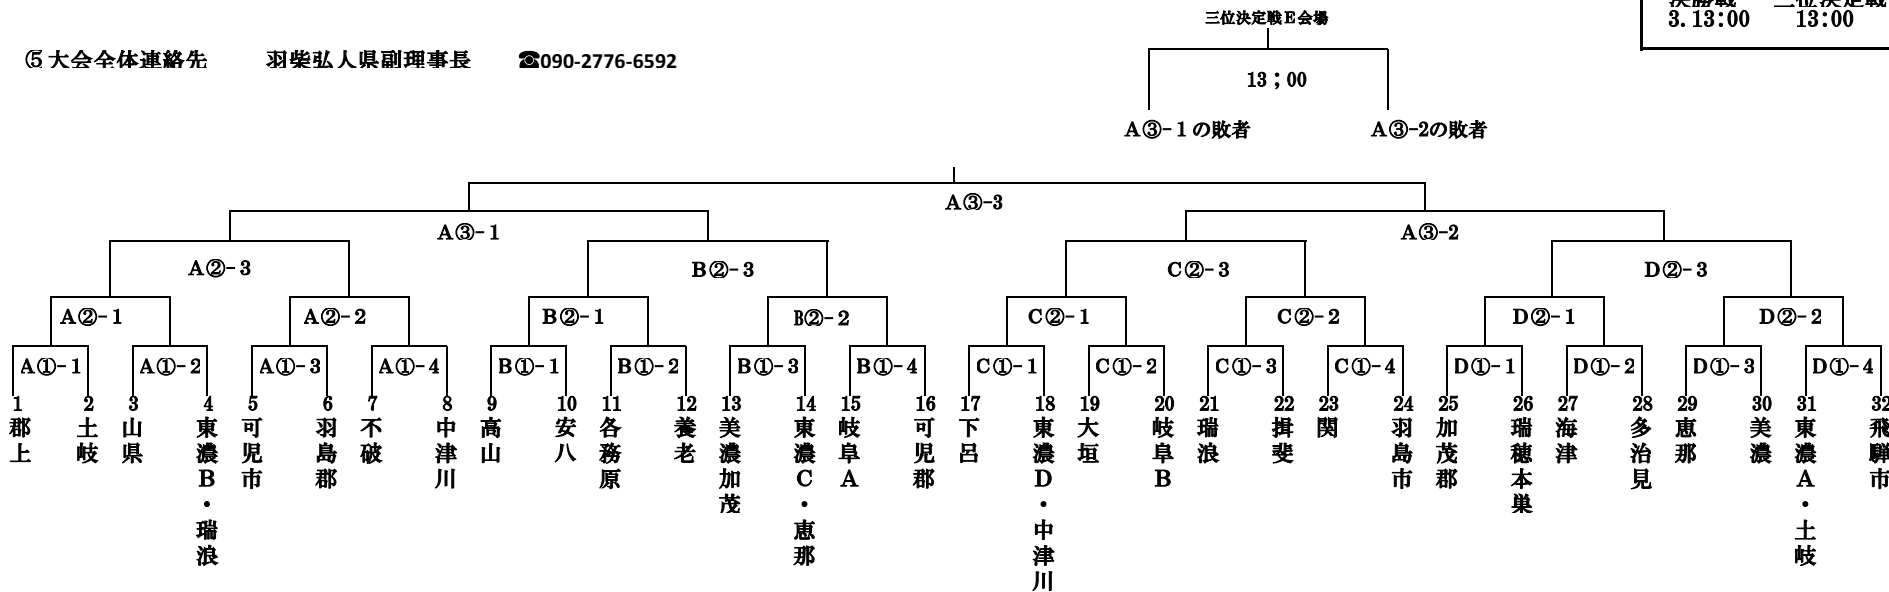 三位決定戦E会場
決勝戦 三位決定戦
3.13:00 13:00
⑤大会全体連絡先 羽柴弘人県副理事長 ☎090-2776-6592
13；00
A③-1の敗者 A③-2の敗者
A③-3
A③-1 A③-2
A②-3 B②-3 C②-3 D②-3
A②-1 A②-2 B②-1 B②-2 C②-1 C②-2 D②-1 D②-2
A①-1 A①-2 A①-3 A①-4 B①-1 B①-2 B①-3 B①-4 C①-1 C①-2 C①-3 C①-4 D①-1 D①-2 D①-3 D①-4
1 2 3 4 5 6 7 8 9 10 11 12 13 14 15 16 17 18 19 20 21 22 23 24 25 26 27 28 29 30 31 32
郡上
土岐
山県
東濃B・瑞浪
可児市
羽島郡
不破
中津川
高山
安八
各務原
養老
美濃加茂
東濃C・恵那
岐阜A
可児郡
下呂
東濃D・中津川
大垣
岐阜B
瑞浪
揖斐
関
羽島市
加茂郡
瑞穂本巣
海津
多治見
恵那
美濃
東濃A・土岐
飛騨市